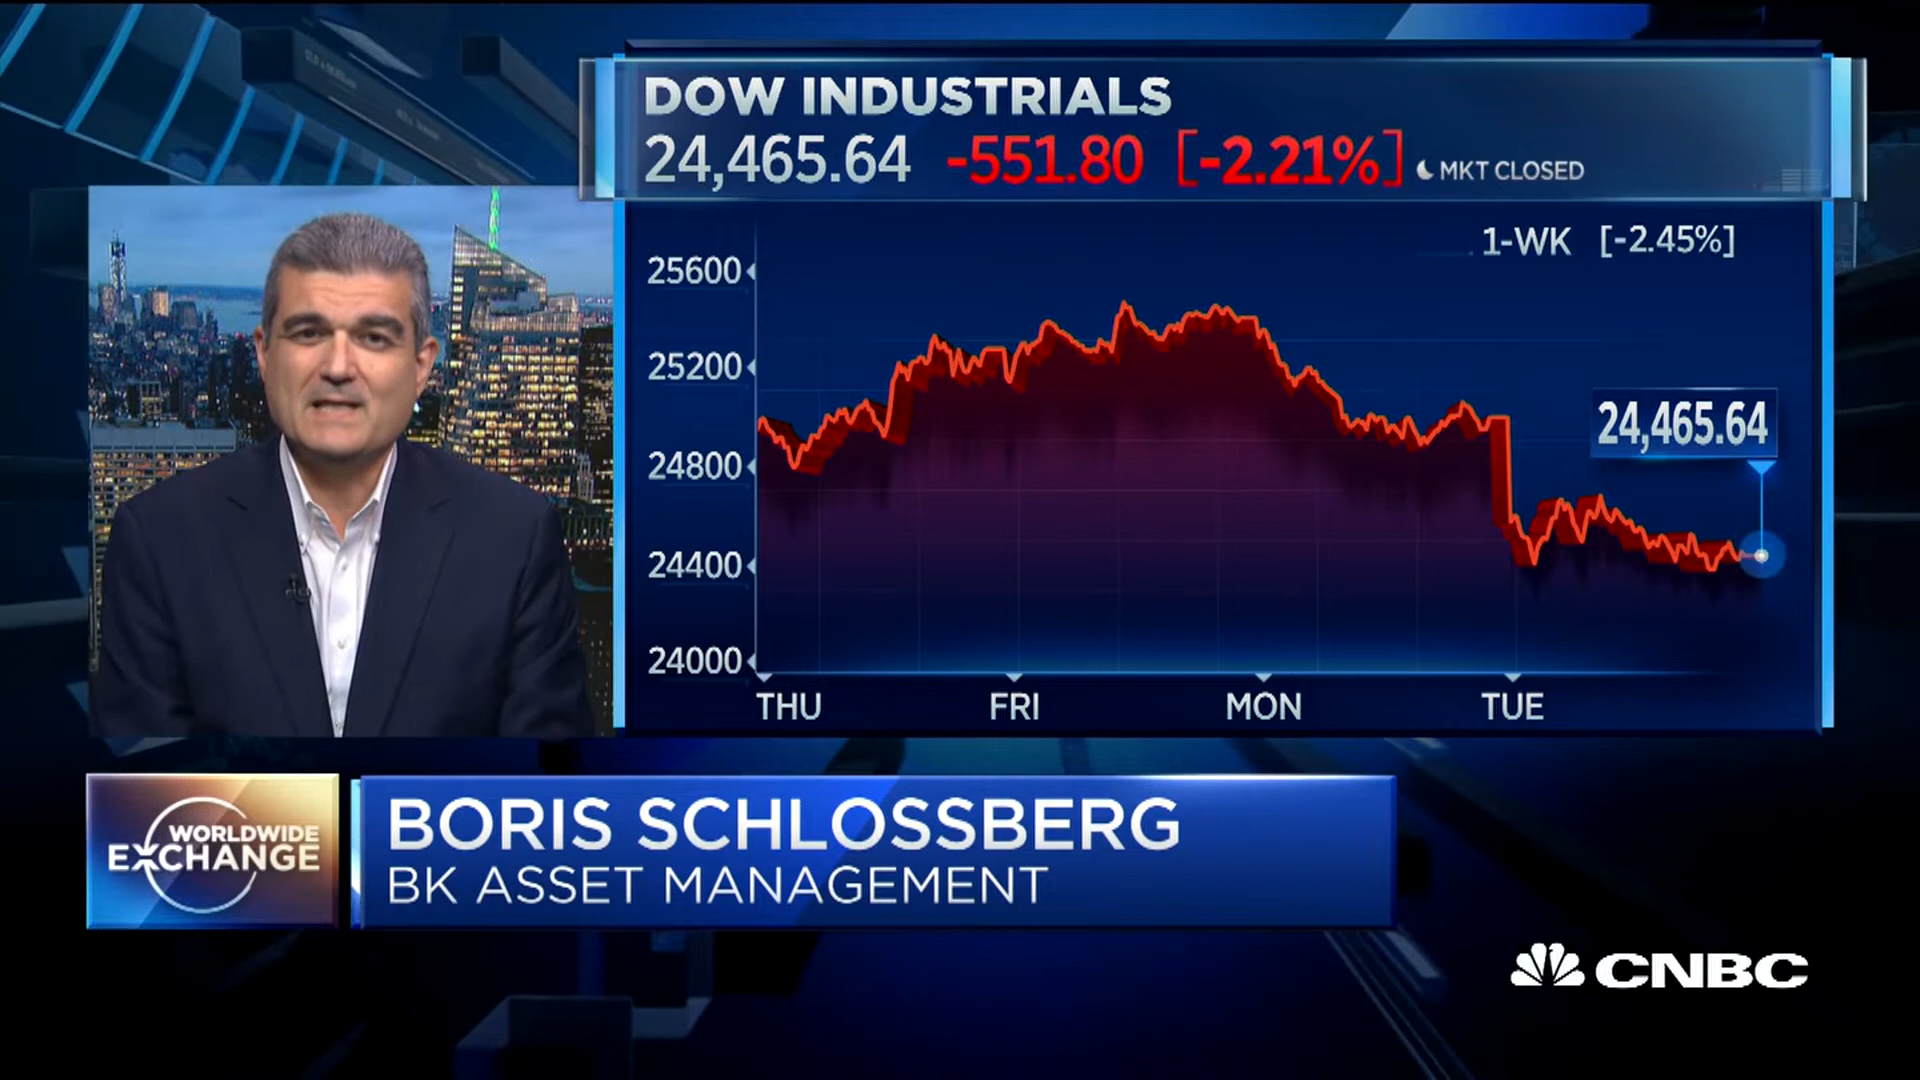 DOW INDUSTRIALS
24,465.64 -551.80 [-2.21%] MKT CLOSED
1-WK [-2.45%]
25600
25200
24,465.64
24800
24400
24000
THU FRI MON TUE
WORLDWIDE
EXCHANGE
BORIS SCHLOSSBERG
BK ASSET MANAGEMENT
CNBC